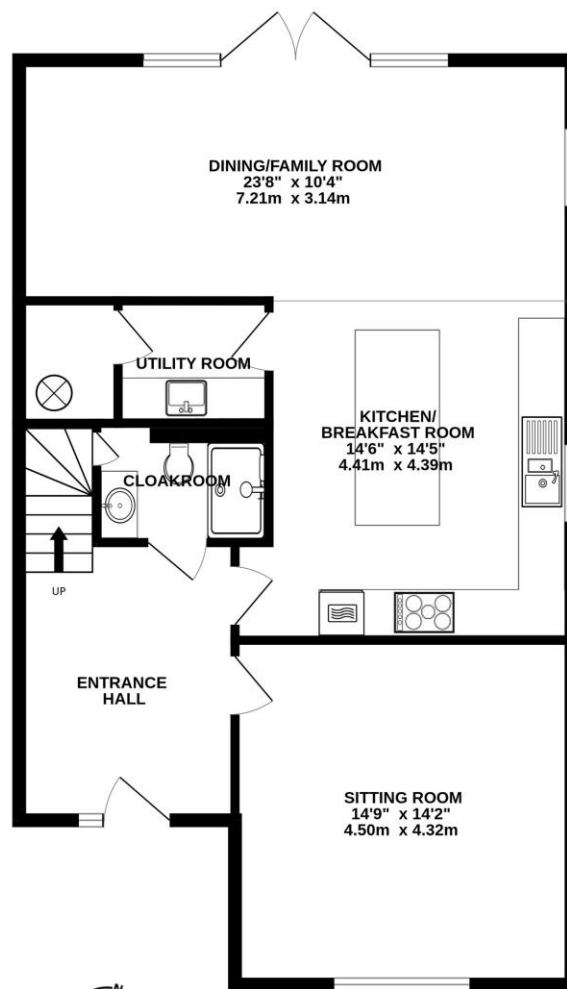 DINING/FAMILY ROOM
23'8" x 10'4"
7.21m x 3.14m
UTILITY ROOM
KITCHEN/
BREAKFAST ROOM
14'6" x 14'5"
4.41m x 4.39m
CLOAKROOM
UP
ENTRANCE
HALL
SITTING ROOM
14'9" x 14'2"
4.50m x 4.32m
N